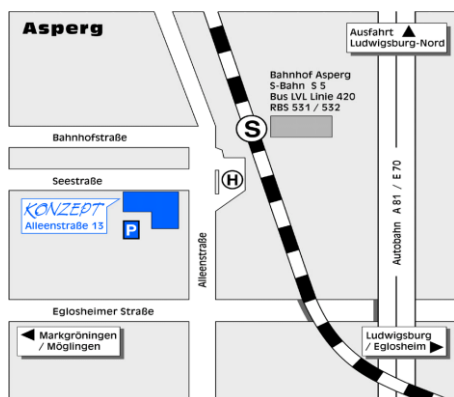 Asperg
Ausfahrt
Ludwigsburg-Nord
Bahnhof Asperg
S-Bahn S 5
Bus LVL Linie 420
RBS 531 / 532
S
Bahnhofstraße
H
Seestraße
KONZEPT
Alleenstraße 13
P
Alleenstraße
Autobahn A 81 / E 70
Eglosheimer Straße
Markgröningen
/ Möglingen
Ludwigsburg
/ Eglosheim